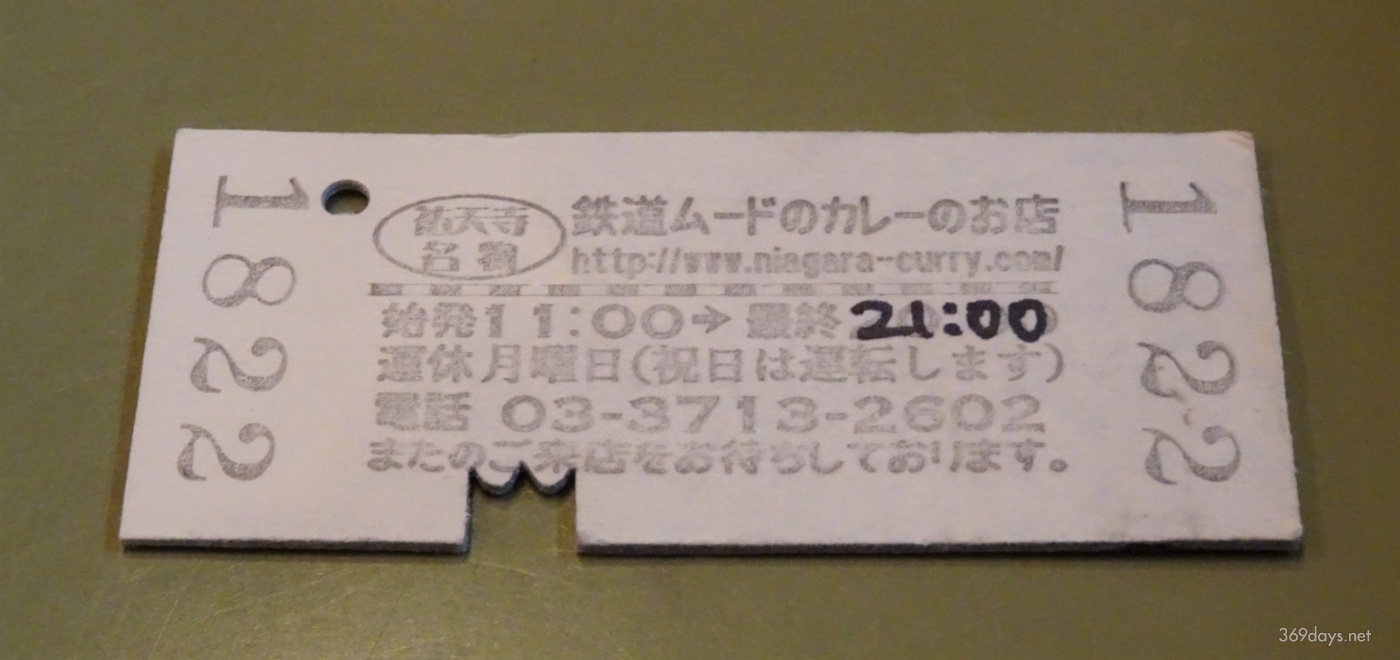 1822
祐天寺
名物
鉄道ムードのカレーのお店
http://www.niagara-curry.com/
始発11:00→最終21:00
運休月曜日(祝日は運転します)
電話 03-3713-2602
またのご来店をお待ちしております。
1822
369days.net